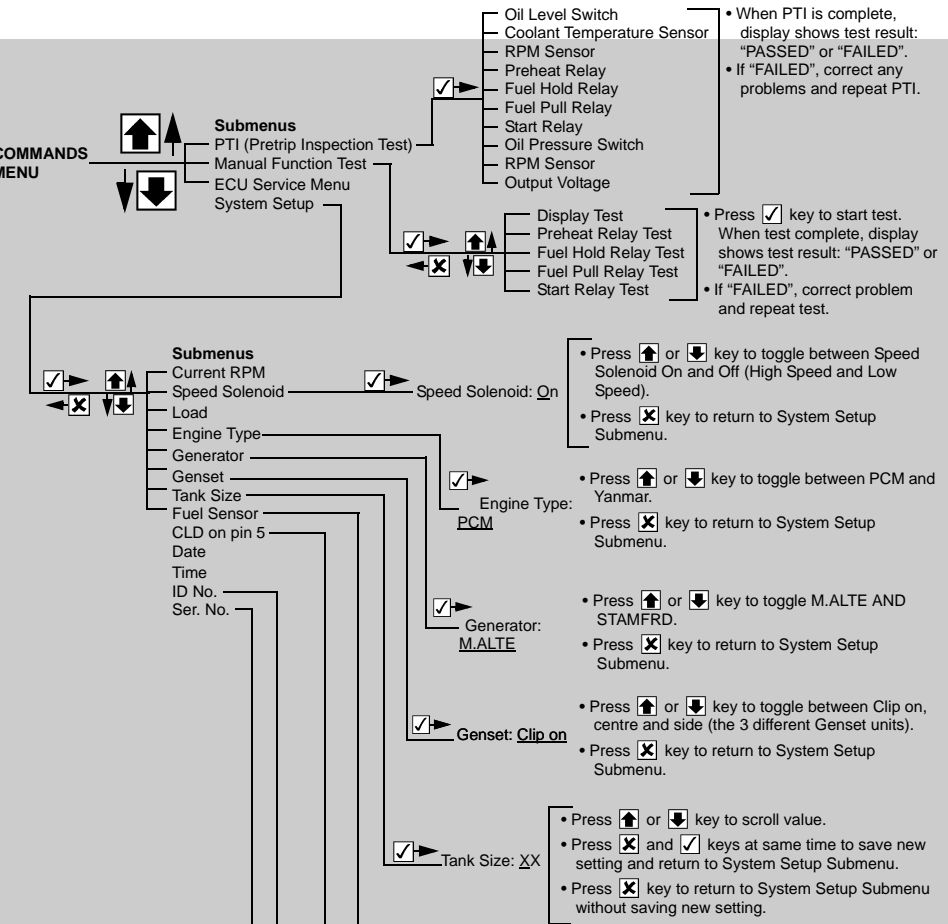 Oil Level Switch
Coolant Temperature Sensor
RPM Sensor
Preheat Relay
Fuel Hold Relay
Fuel Pull Relay
Start Relay
Oil Pressure Switch
RPM Sensor
Output Voltage
• When PTI is complete,
display shows test result:
“PASSED” or “FAILED”.
• If “FAILED”, correct any
problems and repeat PTI.
COMMANDS
MENU
Submenus
PTI (Pretrip Inspection Test)
Manual Function Test
ECU Service Menu
System Setup
Display Test
Preheat Relay Test
Fuel Hold Relay Test
Fuel Pull Relay Test
Start Relay Test
• Press ✓ key to start test.
When test complete, display
shows test result: “PASSED” or
“FAILED”.
• If “FAILED”, correct problem
and repeat test.
Submenus
Current RPM
Speed Solenoid
Load
Engine Type
Generator
Genset
Tank Size
Fuel Sensor
CLD on pin 5
Date
Time
ID No.
Ser. No.
Speed Solenoid: On
• Press ↑ or ↓ key to toggle between Speed
Solenoid On and Off (High Speed and Low
Speed).
• Press ✗ key to return to System Setup
Submenu.
Engine Type:
PCM
• Press ↑ or ↓ key to toggle between PCM and
Yanmar.
• Press ✗ key to return to System Setup
Submenu.
Generator:
M.ALTE
• Press ↑ or ↓ key to toggle M.ALTE AND
STAMFRD.
• Press ✗ key to return to System Setup
Submenu.
Genset: Clip on
• Press ↑ or ↓ key to toggle between Clip on,
centre and side (the 3 different Genset units).
• Press ✗ key to return to System Setup
Submenu.
Tank Size: XX
• Press ↑ or ↓ key to scroll value.
• Press ✗ and ✓ keys at same time to save new
setting and return to System Setup Submenu.
• Press ✗ key to return to System Setup Submenu
without saving new setting.